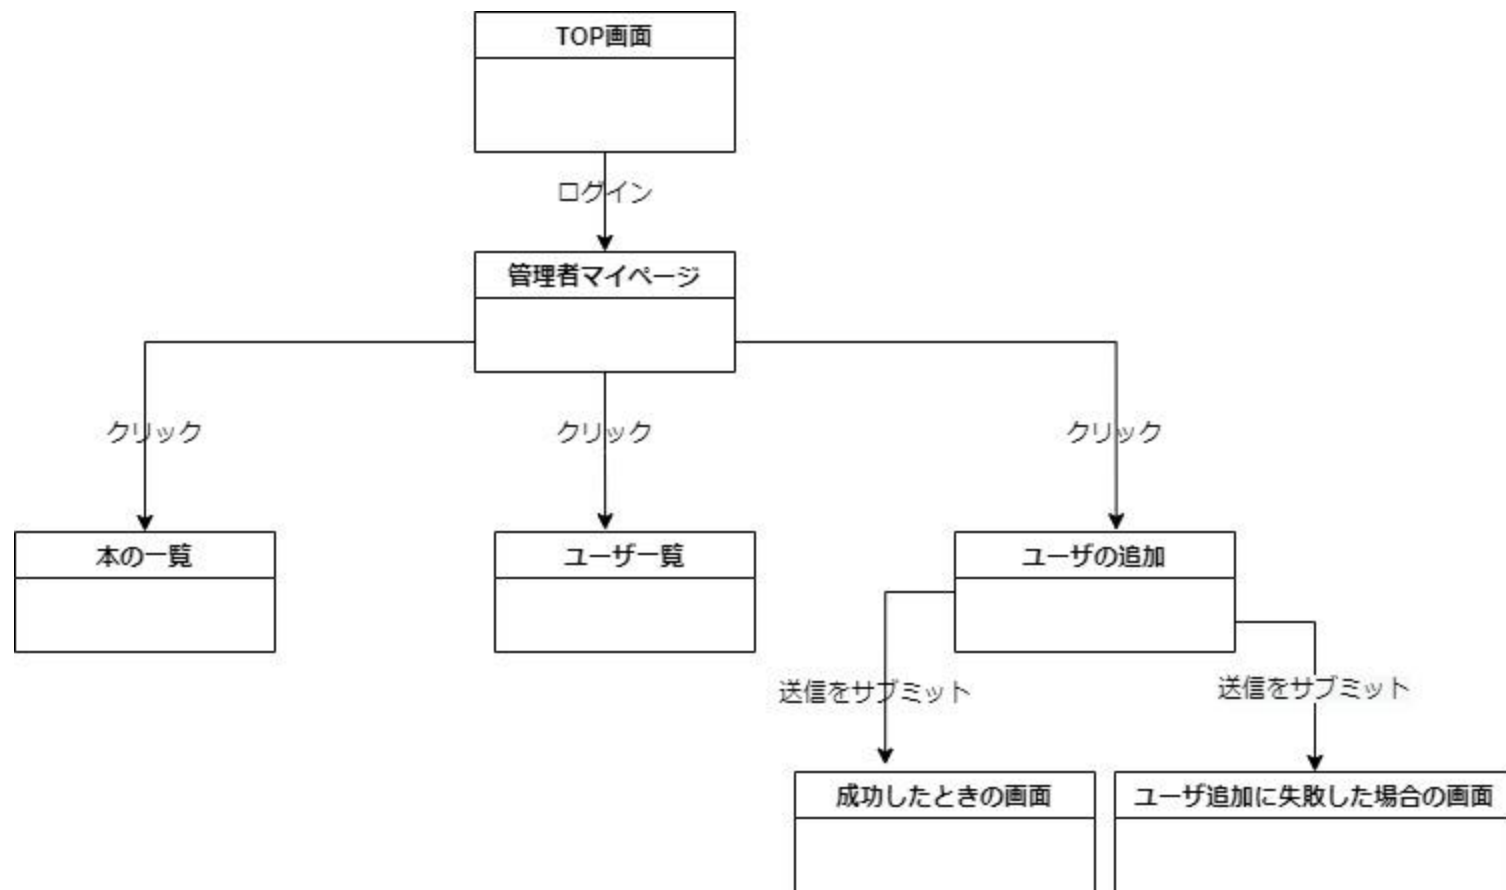 TOP画面
ログイン
管理者マイページ
クリック
クリック
クリック
本の一覧
ユーザ一覧
ユーザの追加
送信をサブミット
送信をサブミット
成功したときの画面
ユーザ追加に失敗した場合の画面